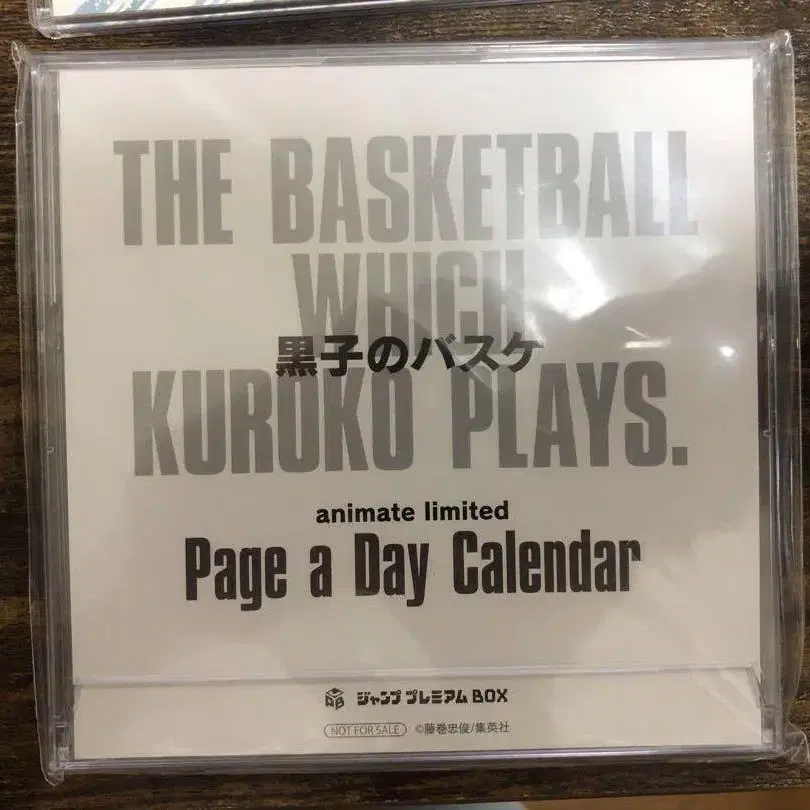 THE BASKETBALL
WHICH
黒子のバスケ
KUROKO PLAYS.
animate limited
Page a Day Calendar
ジャンプ プレミアム BOX
NOT FOR SALE ©藤巻忠俊/集英社